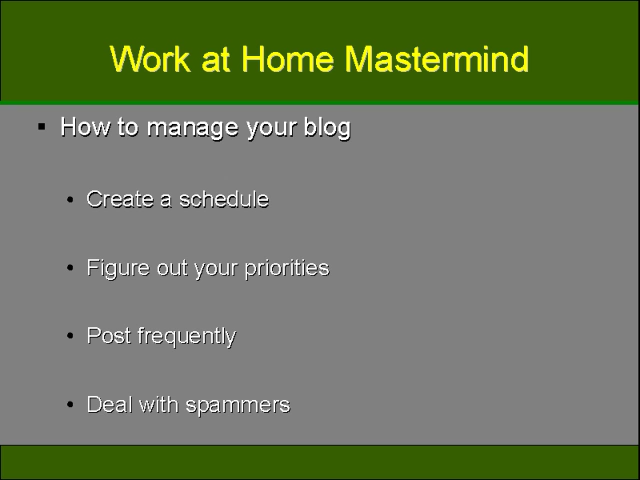 Work at Home Mastermind
▪ How to manage your blog
• Create a schedule
• Figure out your priorities
• Post frequently
• Deal with spammers